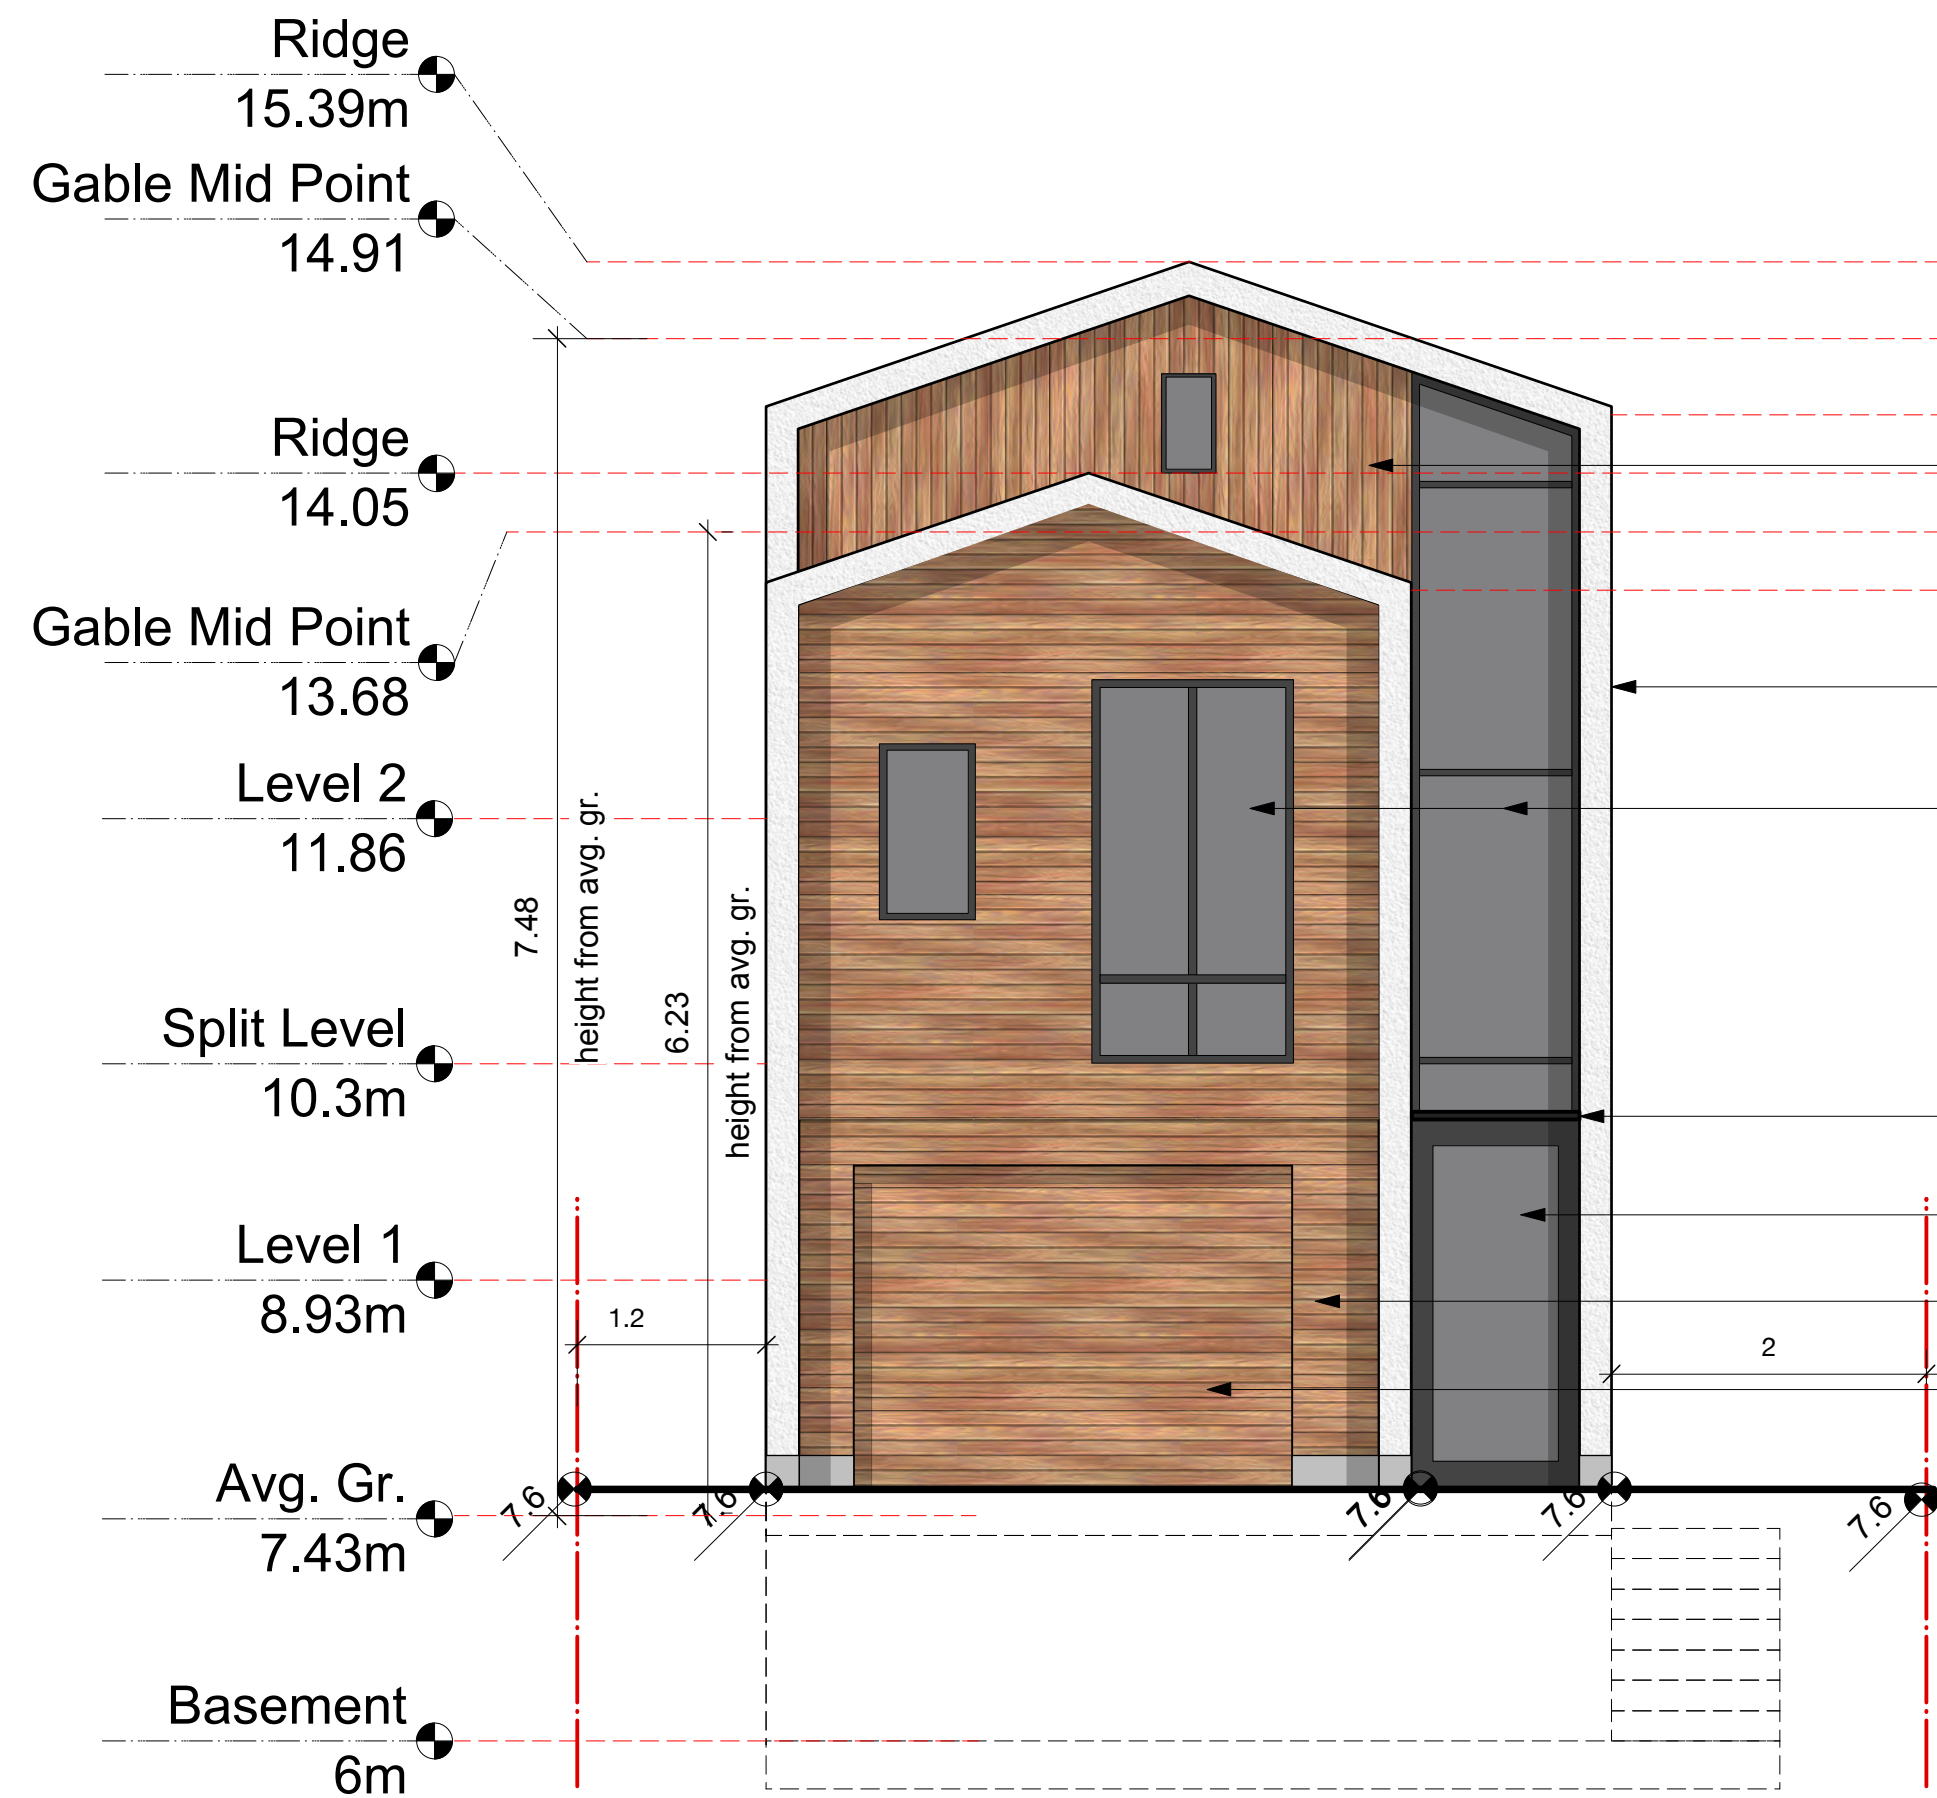 Ridge
15.39m
Gable Mid Point
14.91
Ridge
14.05
Gable Mid Point
13.68
Level 2
11.86
7.48
height from avg. gr.
6.23
height from avg. gr.
Split Level
10.3m
Level 1
8.93m
1.2
2
Avg. Gr.
7.43m
7.6
7.6
7.6
7.6
7.6
Basement
6m